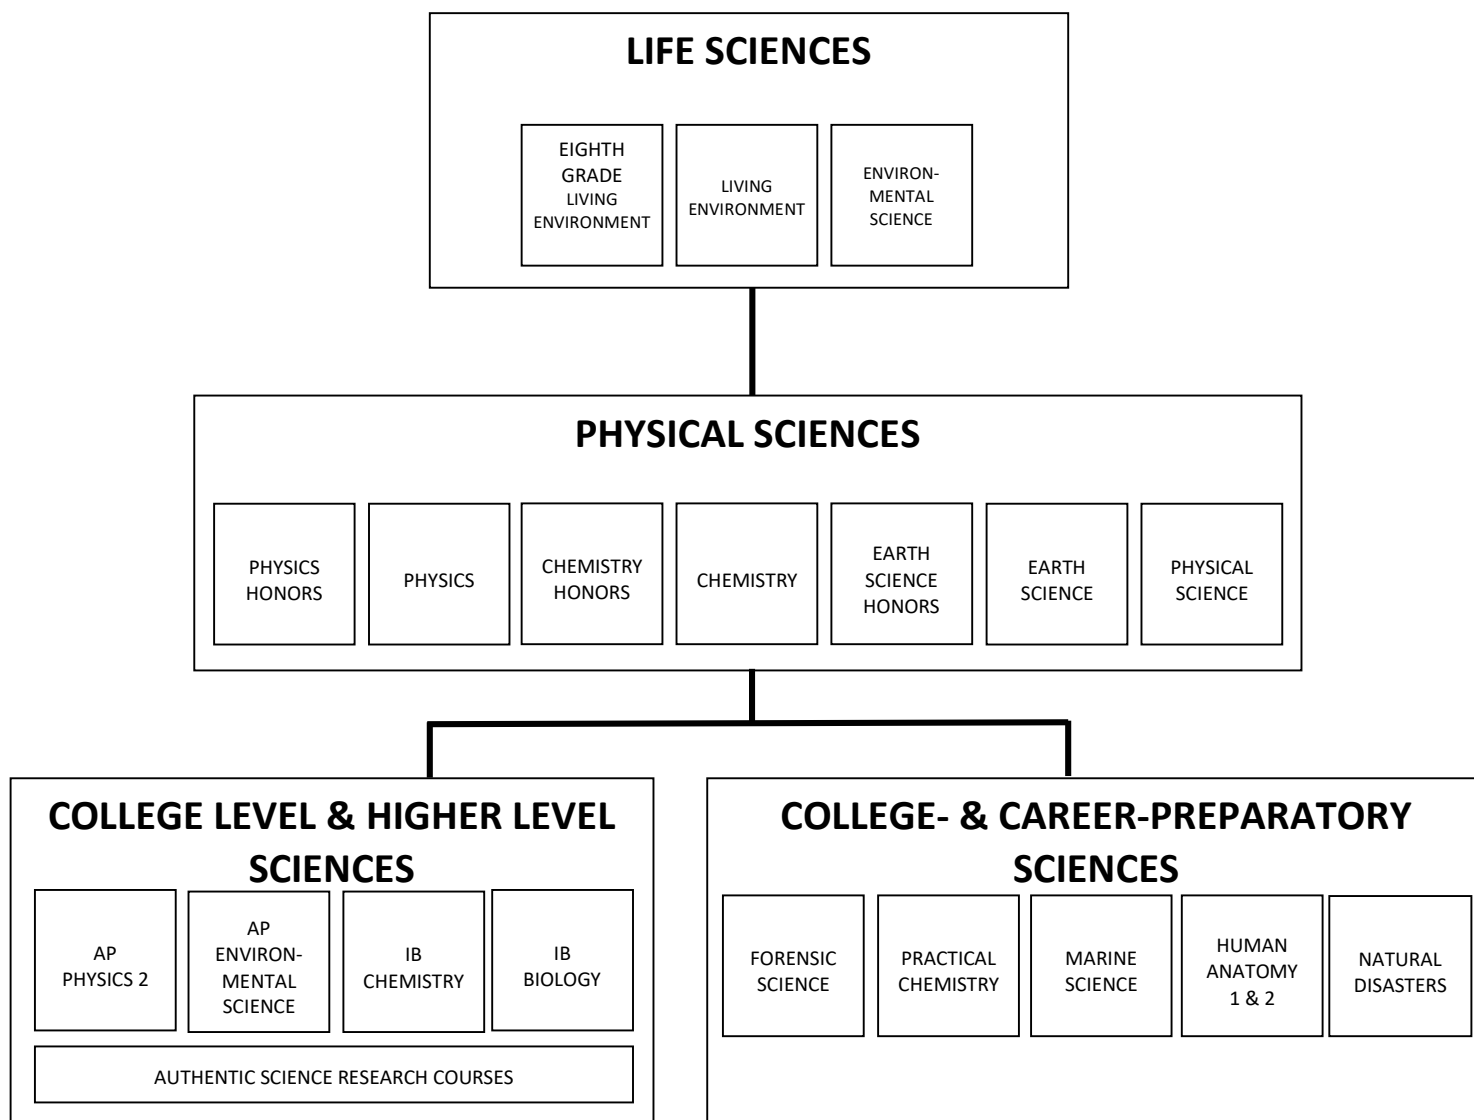 LIFE SCIENCES
EIGHTH
GRADE
LIVING
ENVIRONMENT
LIVING
ENVIRONMENT
ENVIRON-
MENTAL
SCIENCE
PHYSICAL SCIENCES
PHYSICS
HONORS
PHYSICS
CHEMISTRY
HONORS
CHEMISTRY
EARTH
SCIENCE
HONORS
EARTH
SCIENCE
PHYSICAL
SCIENCE
COLLEGE LEVEL & HIGHER LEVEL
SCIENCES
AP
PHYSICS 2
AP
ENVIRON-
MENTAL
SCIENCE
IB
CHEMISTRY
IB
BIOLOGY
AUTHENTIC SCIENCE RESEARCH COURSES
COLLEGE- & CAREER-PREPARATORY
SCIENCES
FORENSIC
SCIENCE
PRACTICAL
CHEMISTRY
MARINE
SCIENCE
HUMAN
ANATOMY
1 & 2
NATURAL
DISASTERS